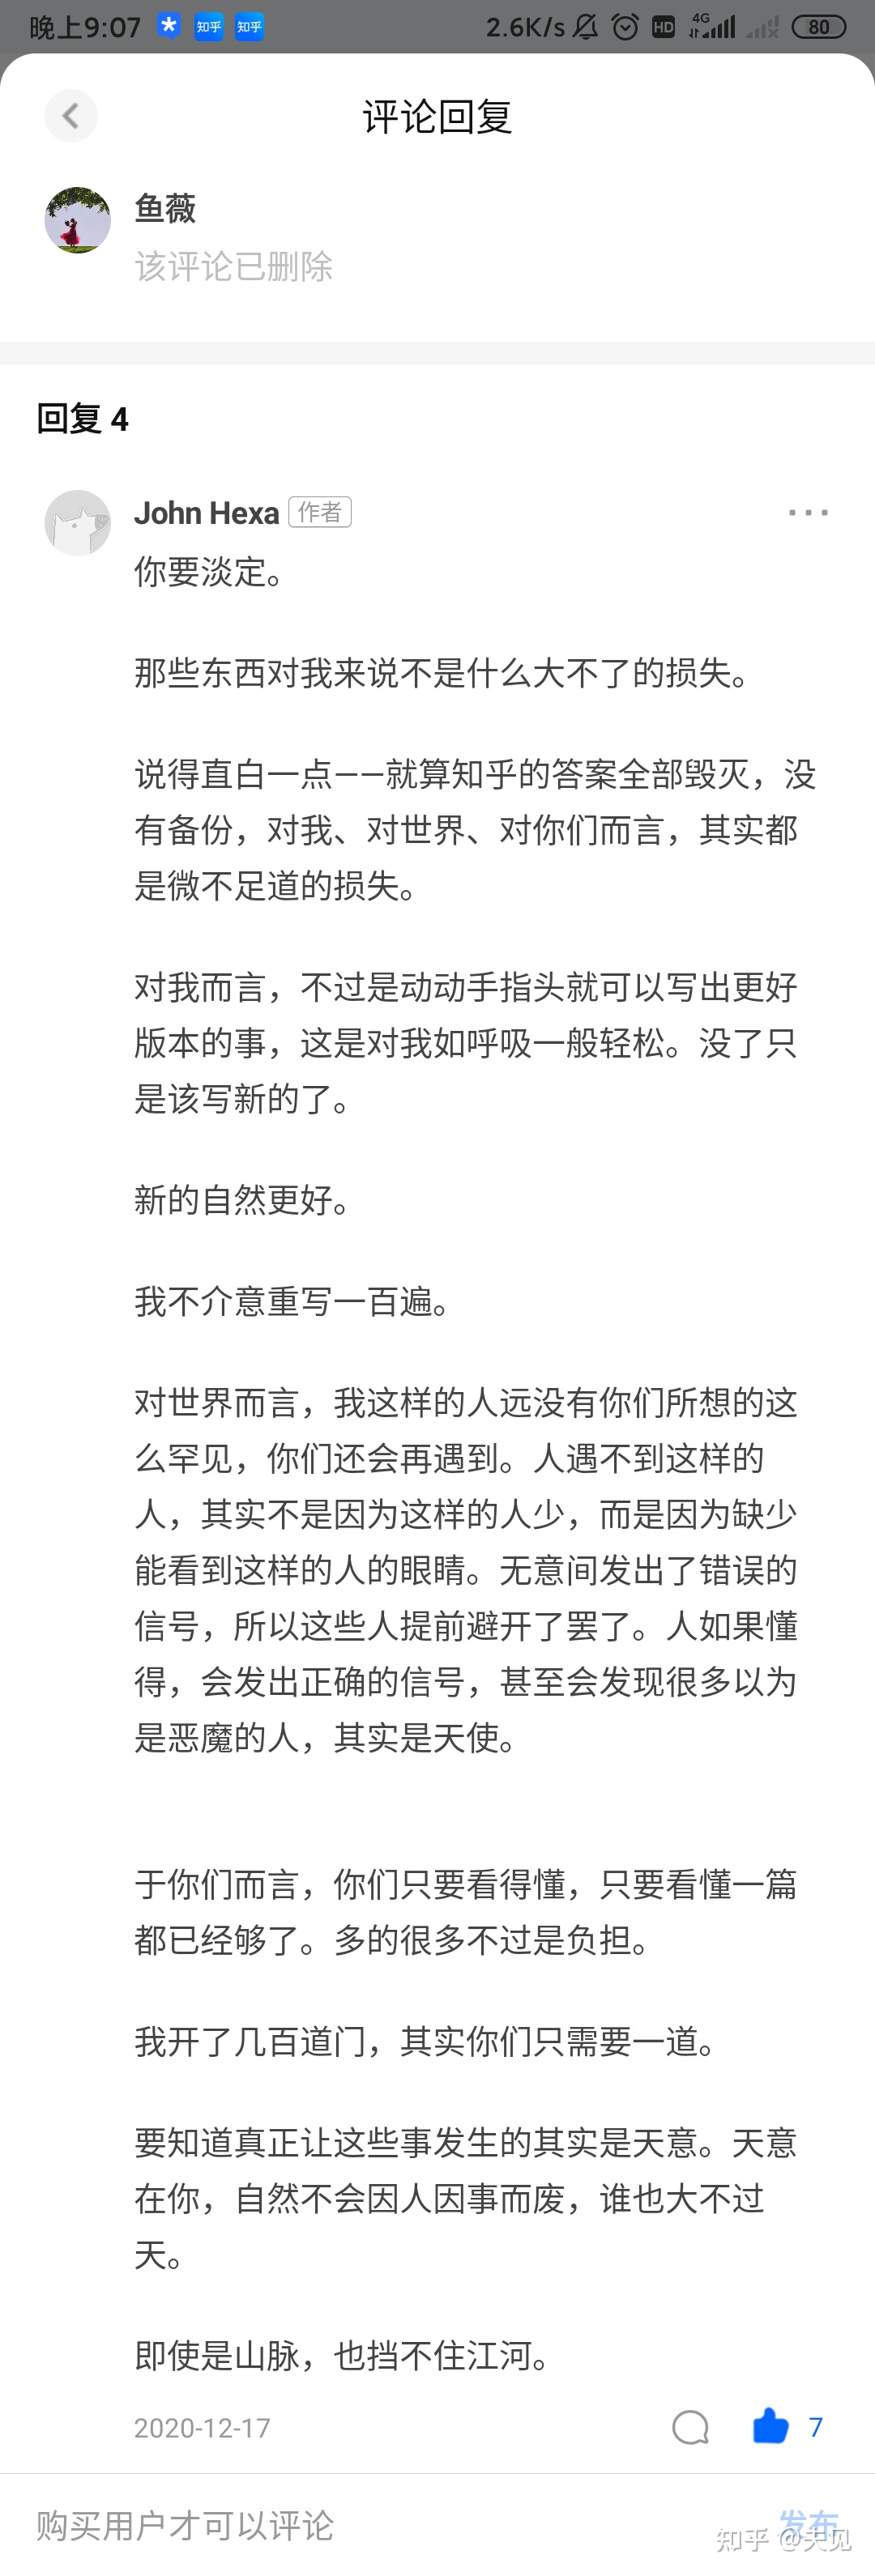 晚上9:07 知乎 知乎 2.6K/s HD 4G 80
评论回复
鱼薇
该评论已删除
回复 4
John Hexa 作者
你要淡定。
那些东西对我来说不是什么大不了的损失。
说得直白一点——就算知乎的答案全部毁灭，没
有备份，对我、对世界、对你们而言，其实都
是微不足道的损失。
对我而言，不过是动动手指头就可以写出更好
版本的事，这是对我如呼吸一般轻松。没了只
是该写新的了。
新的自然更好。
我不介意重写一百遍。
对世界而言，我这样的人远没有你们所想的这
么罕见，你们还会再遇到。人遇不到这样的
人，其实不是因为这样的人少，而是因为缺少
能看到这样的人的眼睛。无意间发出了错误的
信号，所以这些人提前避开了罢了。人如果懂
得，会发出正确的信号，甚至会发现很多以为
是恶魔的人，其实是天使。
于你们而言，你们只要看得懂，只要看懂一篇
都已经够了。多的很多不过是负担。
我开了几百道门，其实你们只需要一道。
要知道真正让这些事发生的其实是天意。天意
在你，自然不会因人因事而废，谁也大不过
天。
即使是山脉，也挡不住江河。
2020-12-17 7
购买用户才可以评论 发布
知乎 @天见